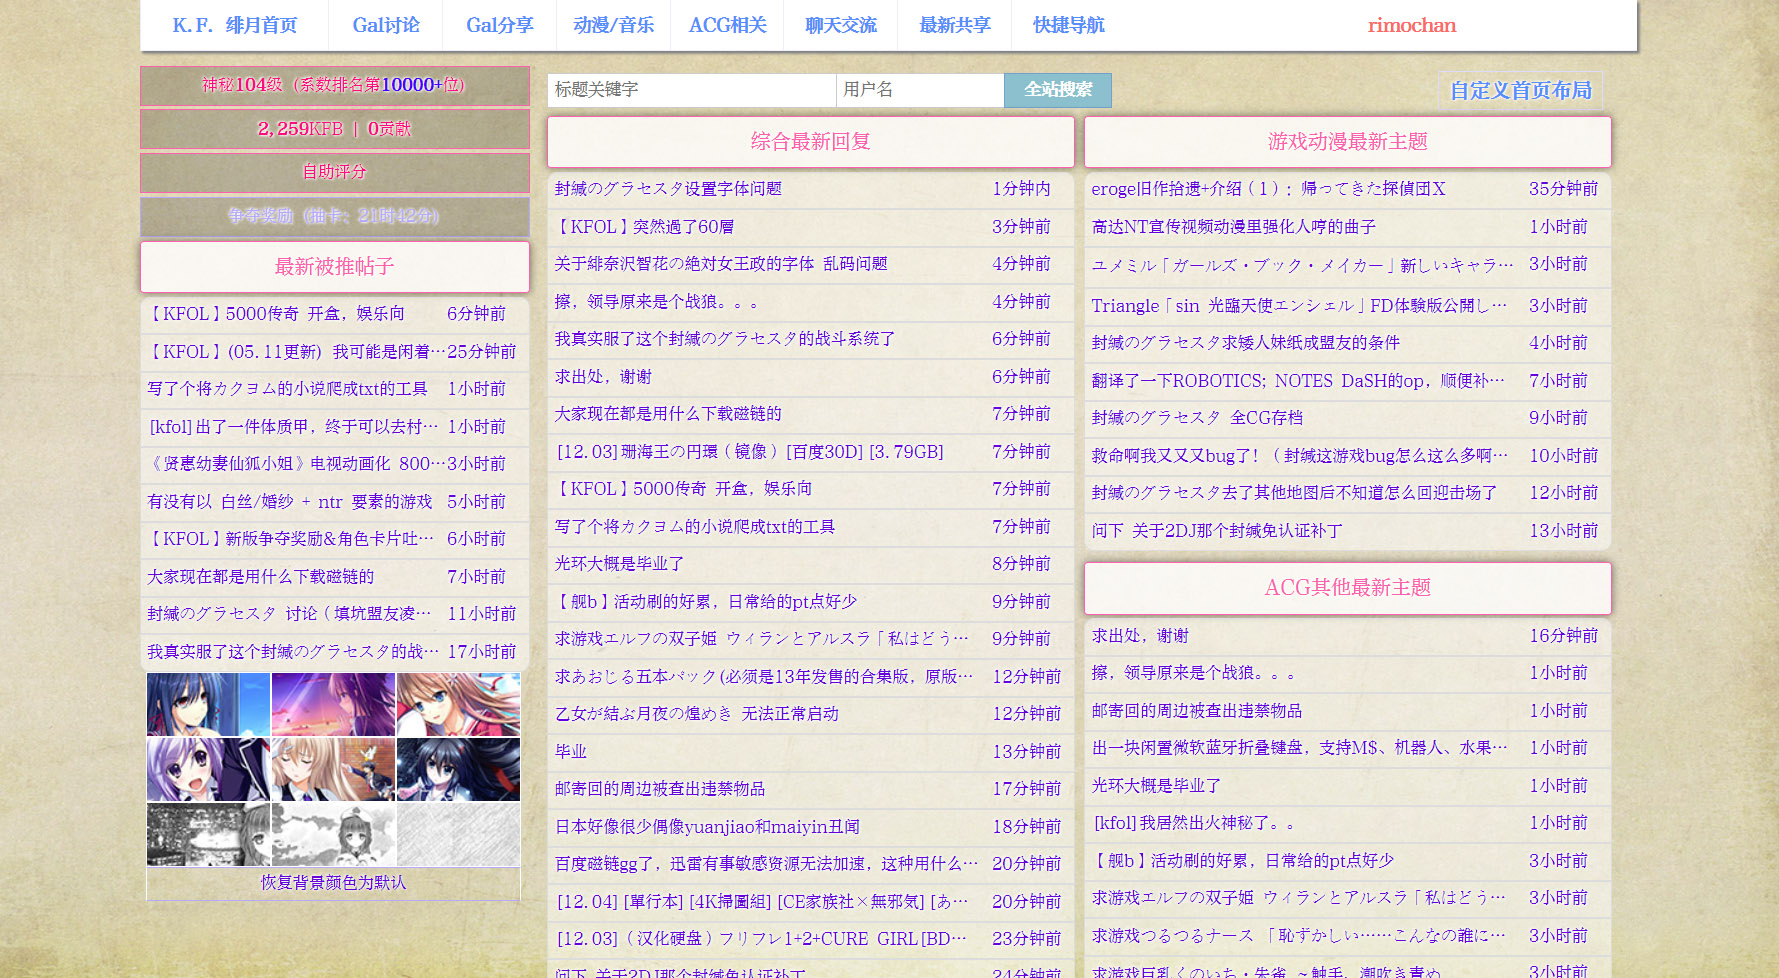 K.F. 绯月首页 Gal讨论 Gal分享 动漫/音乐 ACG相关 聊天交流 最新共享 快捷导航 rimochan
神秘104级 (系数排名第10000+位)
2,259KFB | 0贡献
自助评分
争夺奖励 (抽卡: 21时42分)
最新被推帖子
【KFOL】5000传奇 开盒，娱乐向 6分钟前
【KFOL】(05.11更新) 我可能是闲着…25分钟前
写了个将カクヨム的小说爬成txt的工具 1小时前
[kfol]出了一件体质甲，终于可以去村… 1小时前
《贤惠幼妻仙狐小姐》电视动画化 800…3小时前
有没有以 白丝/婚纱 + ntr 要素的游戏 5小时前
【KFOL】新版争夺奖励&角色卡片吐… 6小时前
大家现在都是用什么下载磁链的 7小时前
封緘のグラセスタ 讨论（填坑盟友凌… 11小时前
我真实服了这个封緘のグラセスタ的战… 17小时前
恢复背景颜色为默认
标题关键字 用户名 全站搜索 自定义首页布局
综合最新回复
封緘のグラセスタ设置字体问题 1分钟内
【KFOL】突然過了60層 3分钟前
关于緋奈沢智花の絶対女王政的字体 乱码问题 4分钟前
擦，领导原来是个战狼。。。 4分钟前
我真实服了这个封緘のグラセスタ的战斗系统了 6分钟前
求出处，谢谢 6分钟前
大家现在都是用什么下载磁链的 7分钟前
[12.03]珊海王の円環（镜像）[百度30D] [3.79GB] 7分钟前
【KFOL】5000传奇 开盒，娱乐向 7分钟前
写了个将カクヨム的小说爬成txt的工具 7分钟前
光环大概是毕业了 8分钟前
【舰b】活动刷的好累，日常给的pt点好少 9分钟前
求游戏エルフの双子姫 ウィランとアルスラ「私はどう… 9分钟前
求あおじる五本パック(必须是13年发售的合集版，原版… 12分钟前
乙女が結ぶ月夜の煌めき 无法正常启动 12分钟前
毕业 13分钟前
邮寄回的周边被查出违禁物品 17分钟前
日本好像很少偶像yuanjiao和maiyin丑闻 18分钟前
百度磁链gg了，迅雷有事敏感资源无法加速，这种用什么… 20分钟前
[12.04] [單行本] [4K掃圖組] [CE家族社×無邪気] [あ… 20分钟前
[12.03]（汉化硬盘）フリフレ1+2+CURE GIRL[BD… 23分钟前
问下 关于2DJ那个封缄免认证补丁 24分钟前
游戏动漫最新主题
eroge旧作拾遗+介绍（1）：帰ってきた探偵団X 35分钟前
高达NT宣传视频动漫里强化人哼的曲子 1小时前
ユメミル「ガールズ・ブック・メイカー」新しいキャラ… 3小时前
Triangle「sin 光臨天使エンシェル」FD体験版公開し… 3小时前
封緘のグラセスタ求矮人妹纸成盟友的条件 4小时前
翻译了一下ROBOTICS; NOTES DaSH的op，顺便补… 7小时前
封緘のグラセスタ 全CG存档 9小时前
救命啊我又又又bug了！（封缄这游戏bug怎么这么多啊… 10小时前
封緘のグラセスタ去了其他地图后不知道怎么回迎击场了 12小时前
问下 关于2DJ那个封缄免认证补丁 13小时前
ACG其他最新主题
求出处，谢谢 16分钟前
擦，领导原来是个战狼。。。 1小时前
邮寄回的周边被查出违禁物品 1小时前
出一块闲置微软蓝牙折叠键盘，支持M$、机器人、水果… 1小时前
光环大概是毕业了 1小时前
[kfol]我居然出火神秘了。。 1小时前
【舰b】活动刷的好累，日常给的pt点好少 3小时前
求游戏エルフの双子姫 ウィランとアルスラ「私はどう… 3小时前
求游戏つるつるナース 「恥ずかしい……こんなの誰に… 3小时前
求游戏巨乳くのいち・朱雀 ～触手，潮吹き責め 3小时前